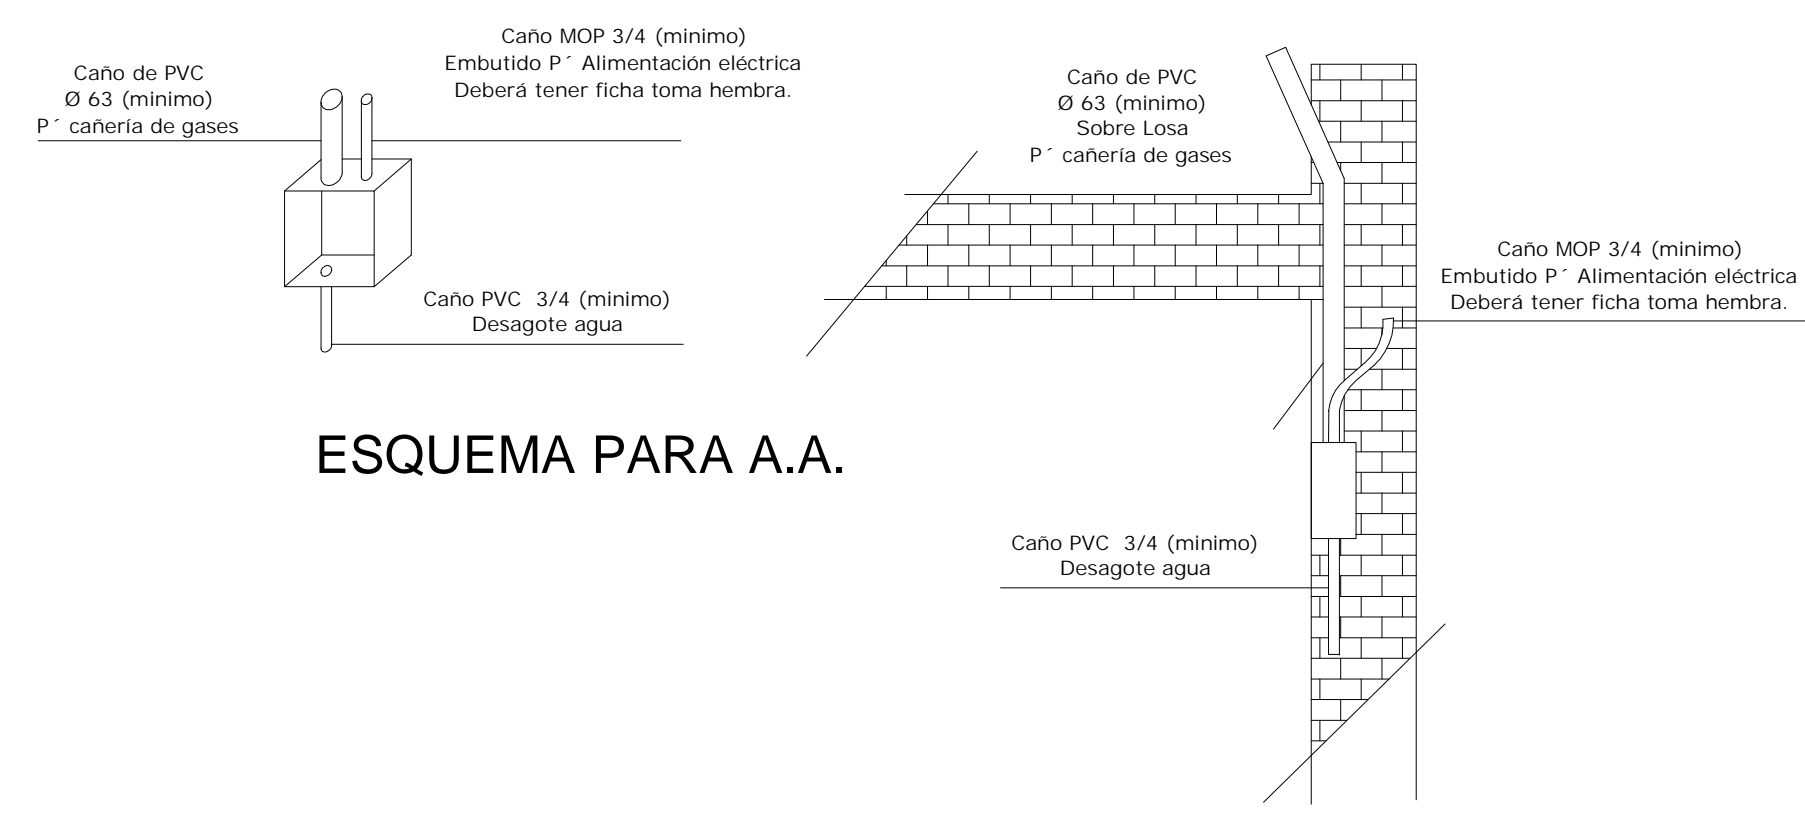 Caño de PVC
Ø 63 (minimo)
P´ cañería de gases
Caño MOP 3/4 (minimo)
Embutido P´ Alimentación eléctrica
Deberá tener ficha toma hembra.
Caño PVC  3/4 (minimo)
Desagote agua
ESQUEMA PARA A.A.
Caño de PVC
Ø 63 (minimo)
Sobre Losa
P´ cañería de gases
Caño MOP 3/4 (minimo)
Embutido P´ Alimentación eléctrica
Deberá tener ficha toma hembra.
Caño PVC  3/4 (minimo)
Desagote agua